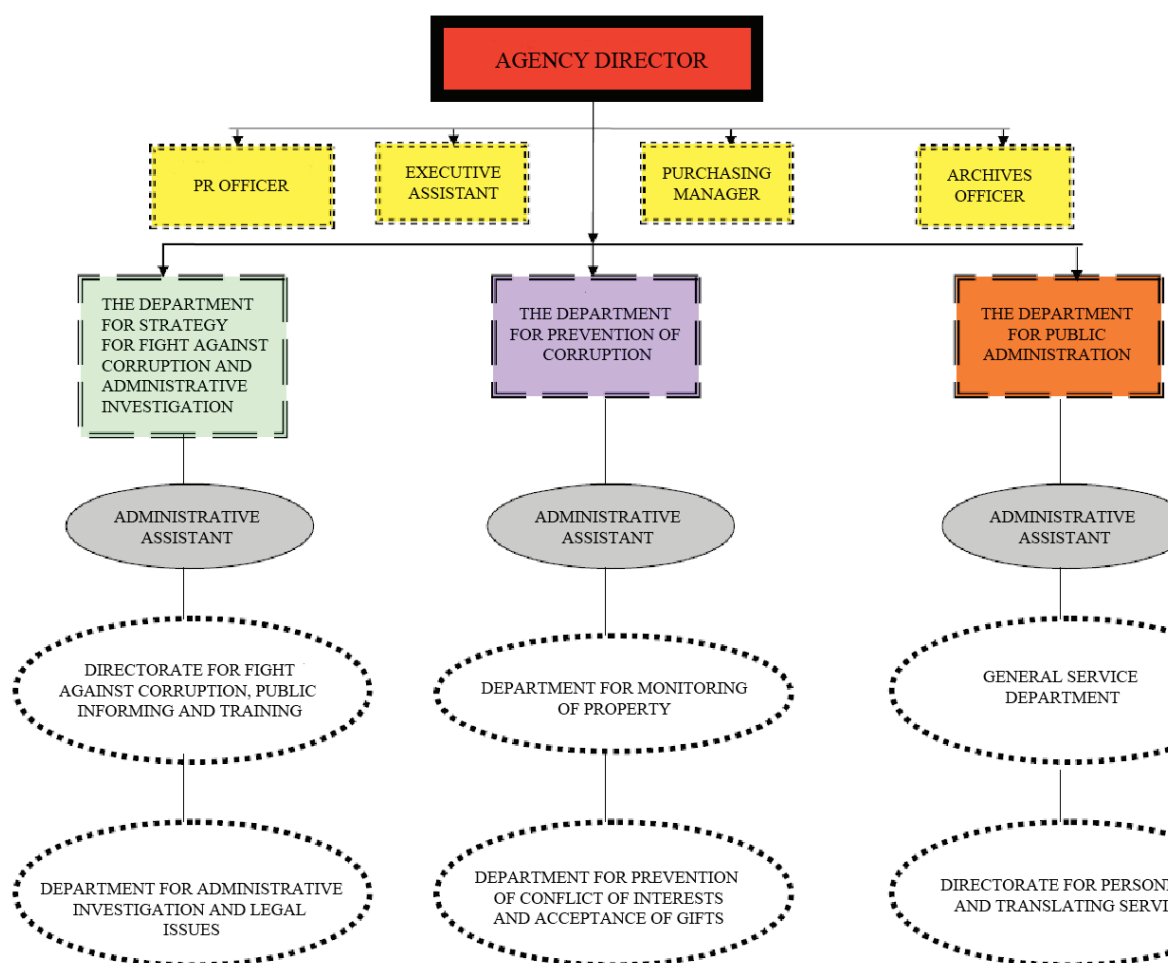 AGENCY DIRECTOR
PR OFFICER
EXECUTIVE
ASSISTANT
PURCHASING
MANAGER
ARCHIVES
OFFICER
THE DEPARTMENT
FOR STRATEGY
FOR FIGHT AGAINST
CORRUPTION AND
ADMINISTRATIVE
INVESTIGATION
THE DEPARTMENT
FOR PREVENTION OF
CORRUPTION
THE DEPARTMENT
FOR PUBLIC
ADMINISTRATION
ADMINISTRATIVE
ASSISTANT
ADMINISTRATIVE
ASSISTANT
ADMINISTRATIVE
ASSISTANT
DIRECTORATE FOR FIGHT
AGAINST CORRUPTION, PUBLIC
INFORMING AND TRAINING
DEPARTMENT FOR MONITORING
OF PROPERTY
GENERAL SERVICE
DEPARTMENT
DEPARTMENT FOR ADMINISTRATIVE
INVESTIGATION AND LEGAL
ISSUES
DEPARTMENT FOR PREVENTION
OF CONFLICT OF INTERESTS
AND ACCEPTANCE OF GIFTS
DIRECTORATE FOR
AND TRANSLATING